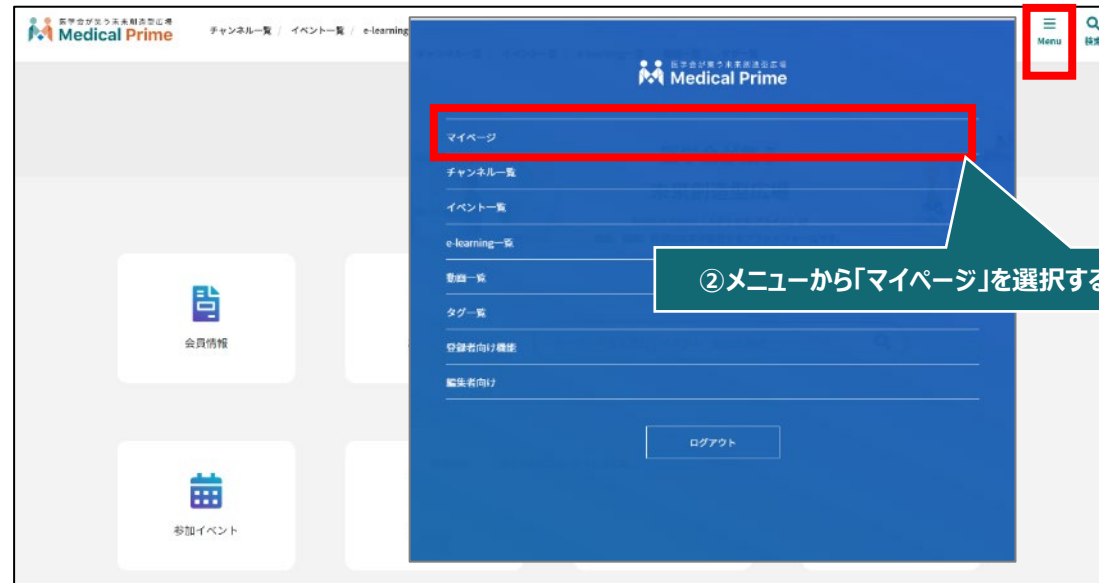 医学会が集う未来創造型広場
Medical Prime
チャンネル一覧 / イベント一覧 / e-learning
Menu
検索
医学会が集う未来創造型広場
Medical Prime
マイページ
チャンネル一覧
イベント一覧
e-learning一覧
動画一覧
タグ一覧
登録者向け機能
編集者向け
ログアウト
②メニューから「マイページ」を選択する
会員情報
参加イベント